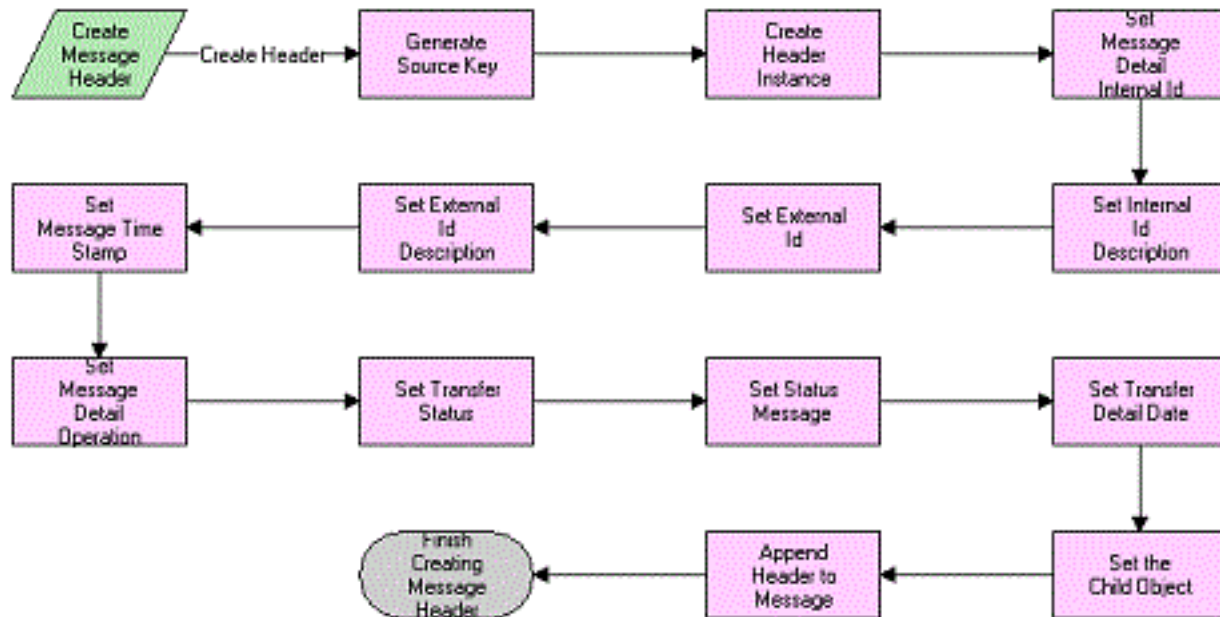 Create
Message
Header
Create Header
Generate
Source Key
Create
Header
Instance
Set
Message
Detail
Internal Id
Set Internal
Id
Description
Set External
Id
Set External
Id
Description
Set
Message Time
Stamp
Set
Message
Detail
Operation
Set Transfer
Status
Set Status
Message
Set Transfer
Detail Date
Set the
Child Object
Append
Header to
Message
Finish
Creating
Message
Header